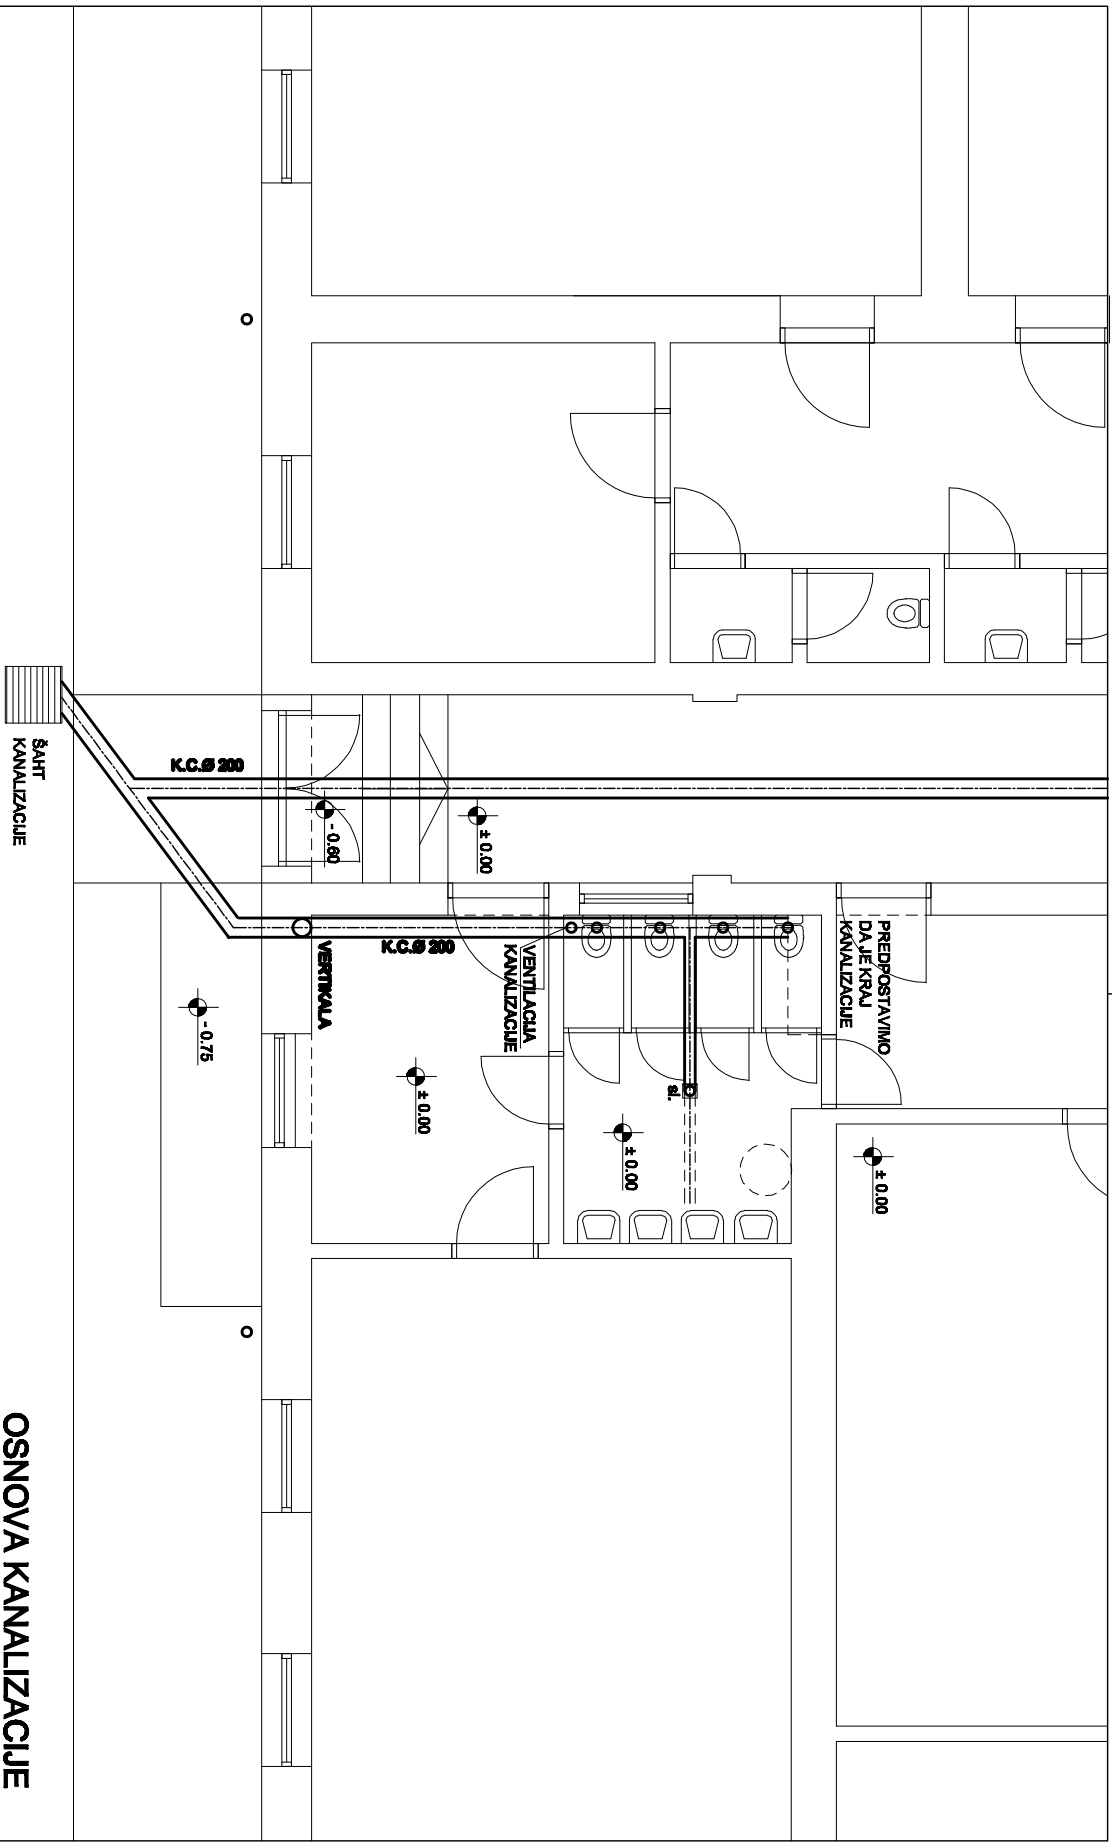 PREDPOSTAVIMO
DA JE KRAJ
KANALIZACIJE
± 0.00
sl.
± 0.00
VENTILACIJA
KANALIZACIJE
± 0.00
± 0.00
K.C.Ø 200
- 0.60
VERTIKALA
K.C.Ø 200
- 0.75
ŠAHT
KANALIZACIJE
OSNOVA KANALIZACIJE